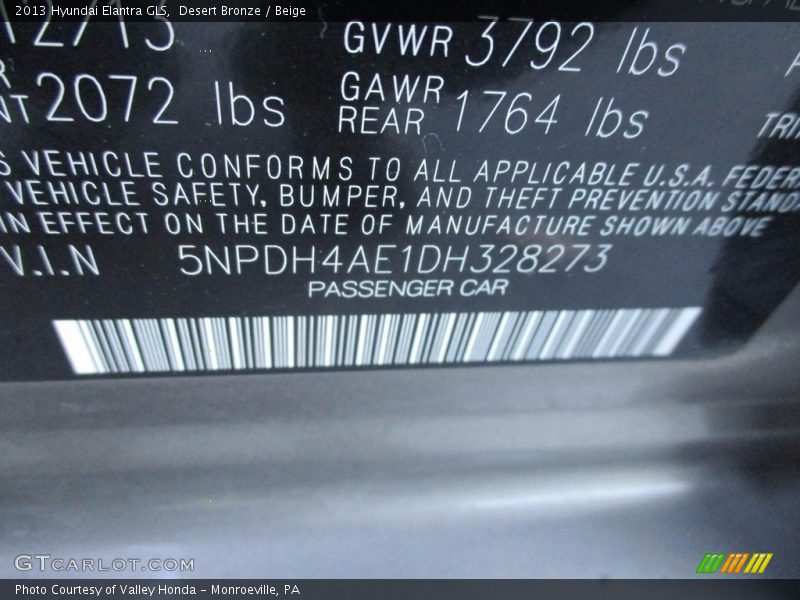 2013 Hyundai Elantra GLS, Desert Bronze / Beige
GVWR 3792 lbs
2072 lbs GAWR REAR 1764 lbs
VEHICLE CONFORMS TO ALL APPLICABLE U.S.A. FEDER
VEHICLE SAFETY, BUMPER, AND THEFT PREVENTION STANDA
IN EFFECT ON THE DATE OF MANUFACTURE SHOWN ABOVE
V.I.N 5NPDH4AE1DH328273
PASSENGER CAR
GTCARLOT.COM
Photo Courtesy of Valley Honda - Monroeville, PA